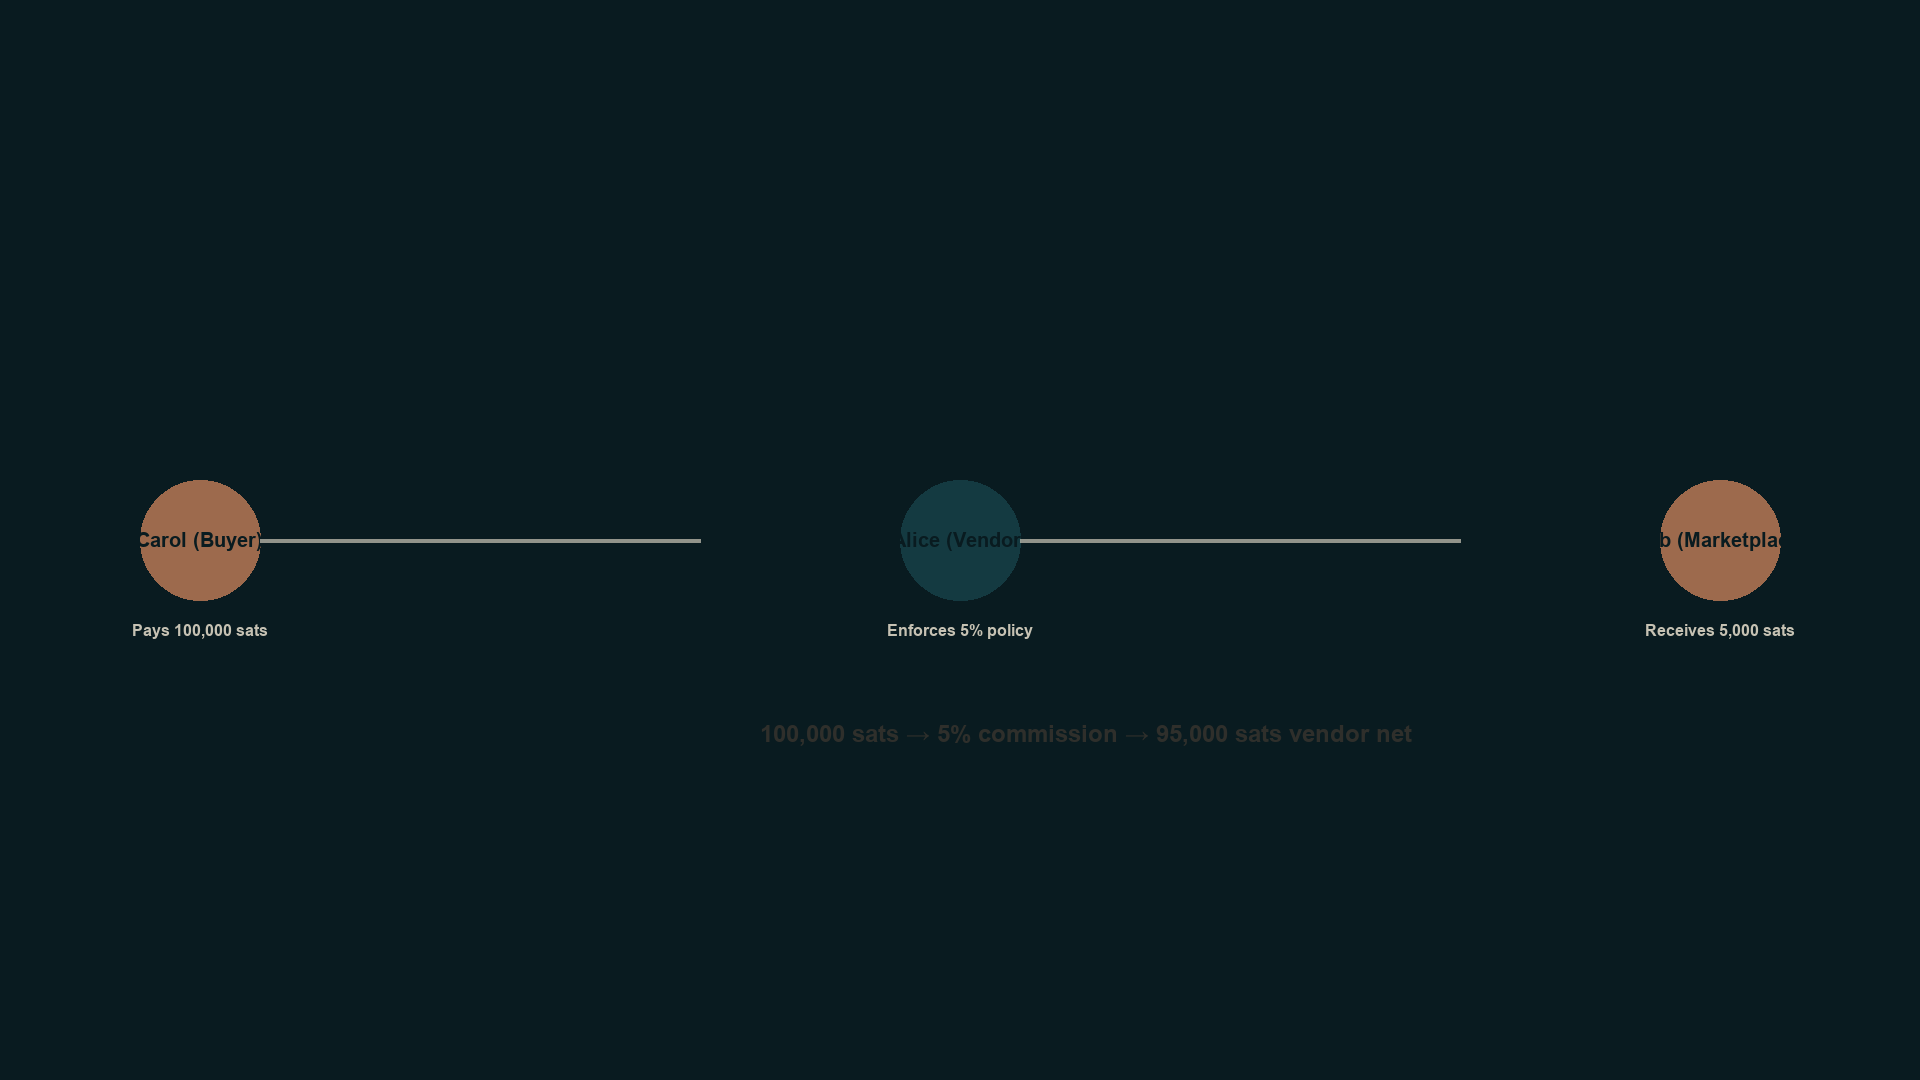 Carol (Buyer)
Alice (Vendor
b (Marketplac
Pays 100,000 sats
Enforces 5% policy
Receives 5,000 sats
100,000 sats → 5% commission → 95,000 sats vendor net